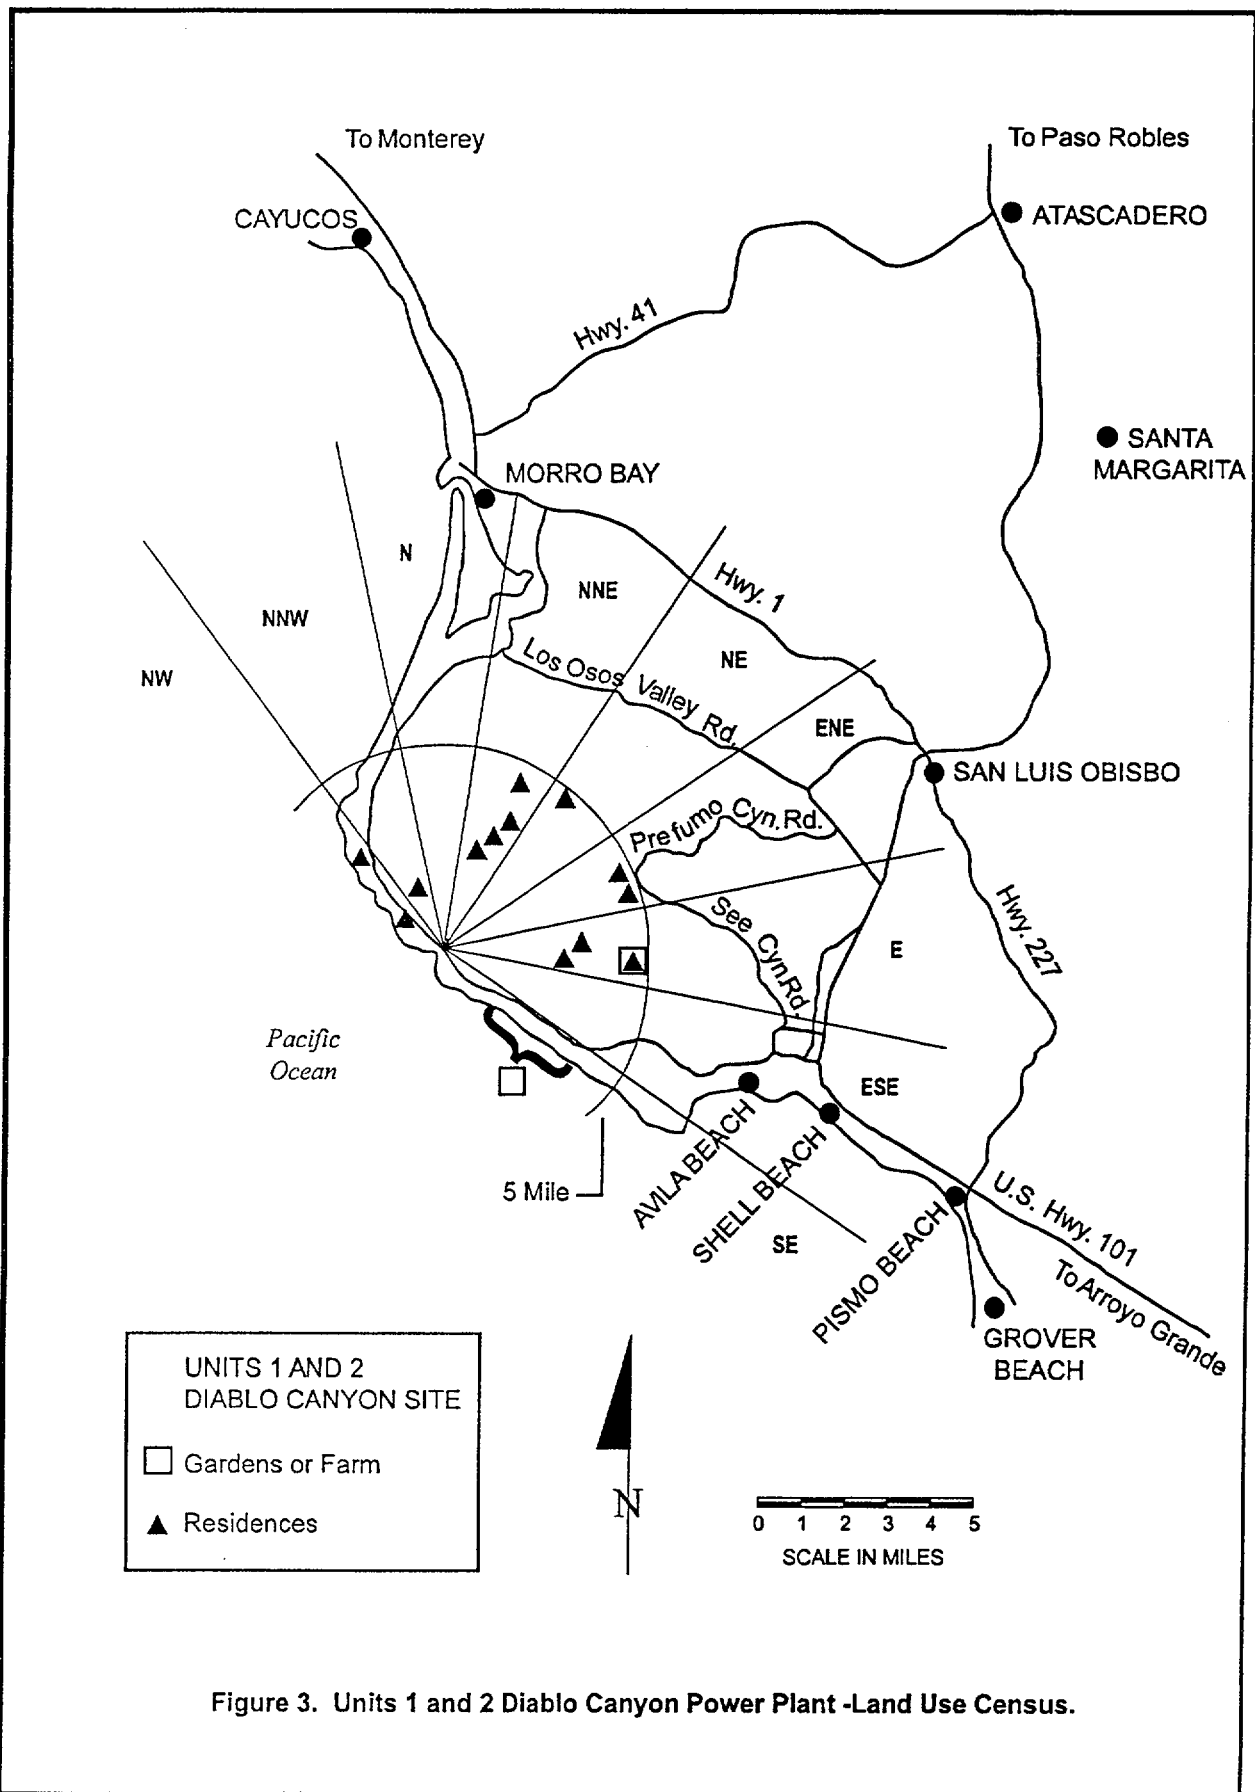 To Monterey
To Paso Robles
CAYUCOS
ATASCADERO
Hwy. 41
SANTA
MARGARITA
MORRO BAY
N
NNE
Hwy. 1
NNW
NE
Los Osos Valley Rd.
NW
ENE
SAN LUIS OBISBO
Prefumo Cyn. Rd.
See Cyn. Rd.
Hwy. 227
E
Pacific
Ocean
ESE
AVILA BEACH
SHELL BEACH
5 Mile
U.S. Hwy. 101
SE
PISMO BEACH
To Arroyo Grande
GROVER
BEACH
UNITS 1 AND 2
DIABLO CANYON SITE
Gardens or Farm
Residences
N
0 1 2 3 4 5
SCALE IN MILES
Figure 3. Units 1 and 2 Diablo Canyon Power Plant -Land Use Census.